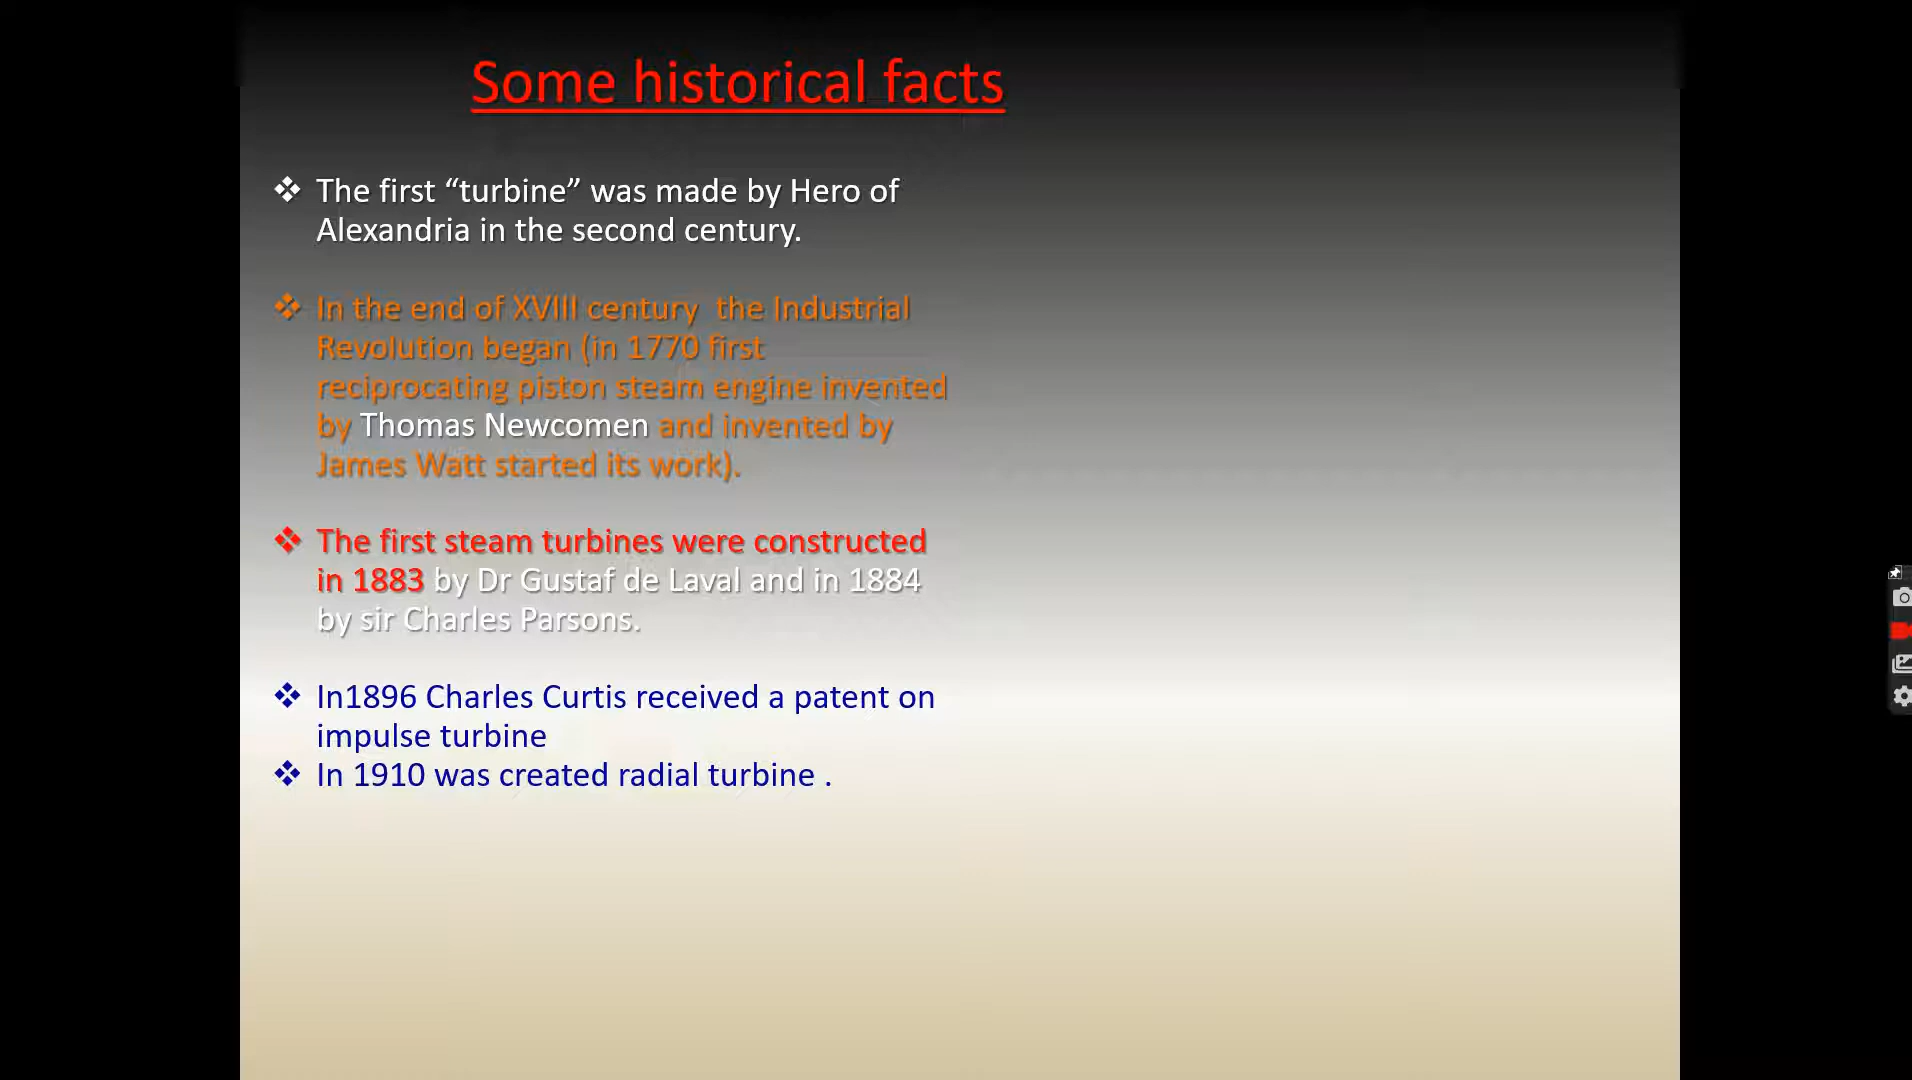 Some historical facts
The first “turbine” was made by Hero of
Alexandria in the second century.
In the end of XVIII century  the Industrial
Revolution began (in 1770 first
reciprocating piston steam engine invented
by Thomas Newcomen and invented by
James Watt started its work).
The first steam turbines were constructed
in 1883 by Dr Gustaf de Laval and in 1884
by sir Charles Parsons.
In1896 Charles Curtis received a patent on
impulse turbine
In 1910 was created radial turbine .